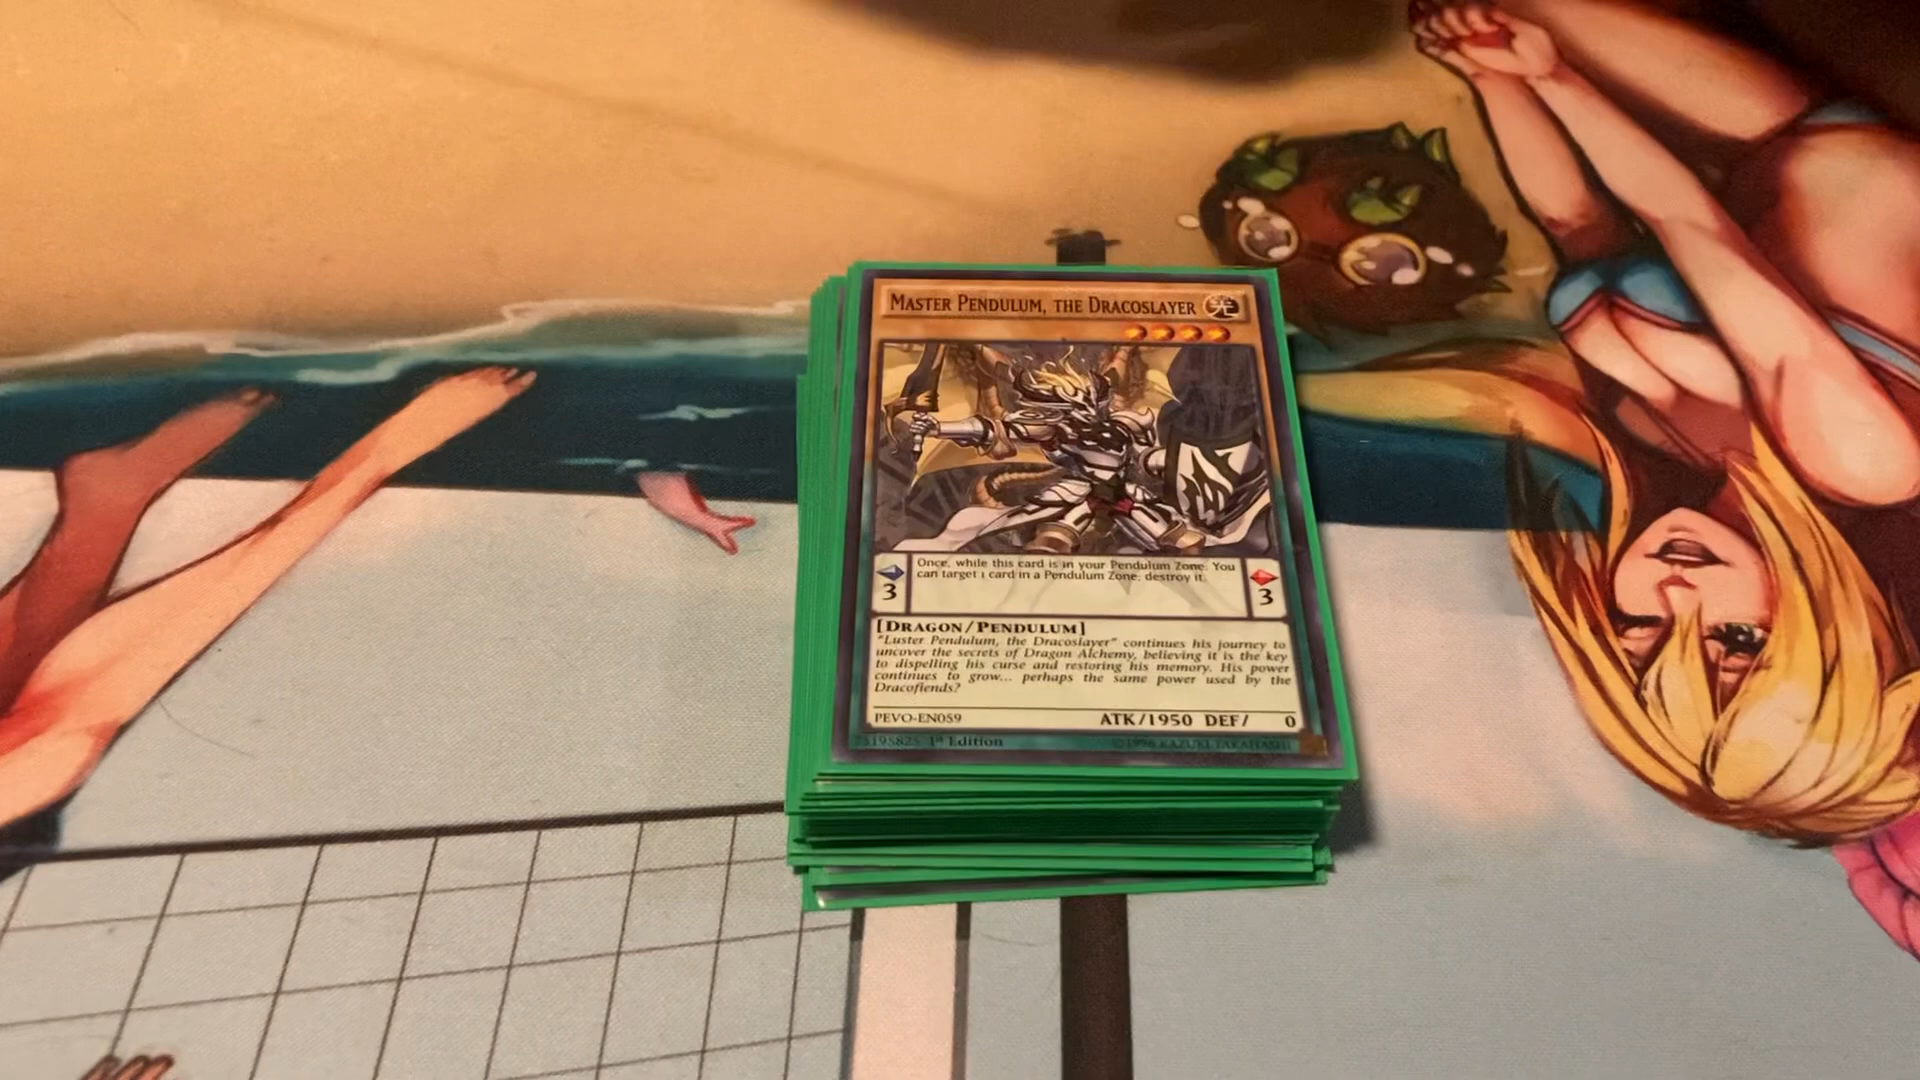 MASTER PENDULUM, THE DRACOSLAYER 光
Once, while this card is in your Pendulum Zone: You
can target 1 card in a Pendulum Zone; destroy it.
3 3
[DRAGON/PENDULUM]
"Luster Pendulum, the Dracoslayer" continues his journey to
uncover the secrets of Dragon Alchemy, believing it is the key
to dispelling his curse and restoring his memory. His power
continues to grow... perhaps the same power used by the
Dracofiends?
PEVO-EN059 ATK/1950 DEF/ 0
75195825 1st Edition ©1996 KAZUKI TAKAHASHI